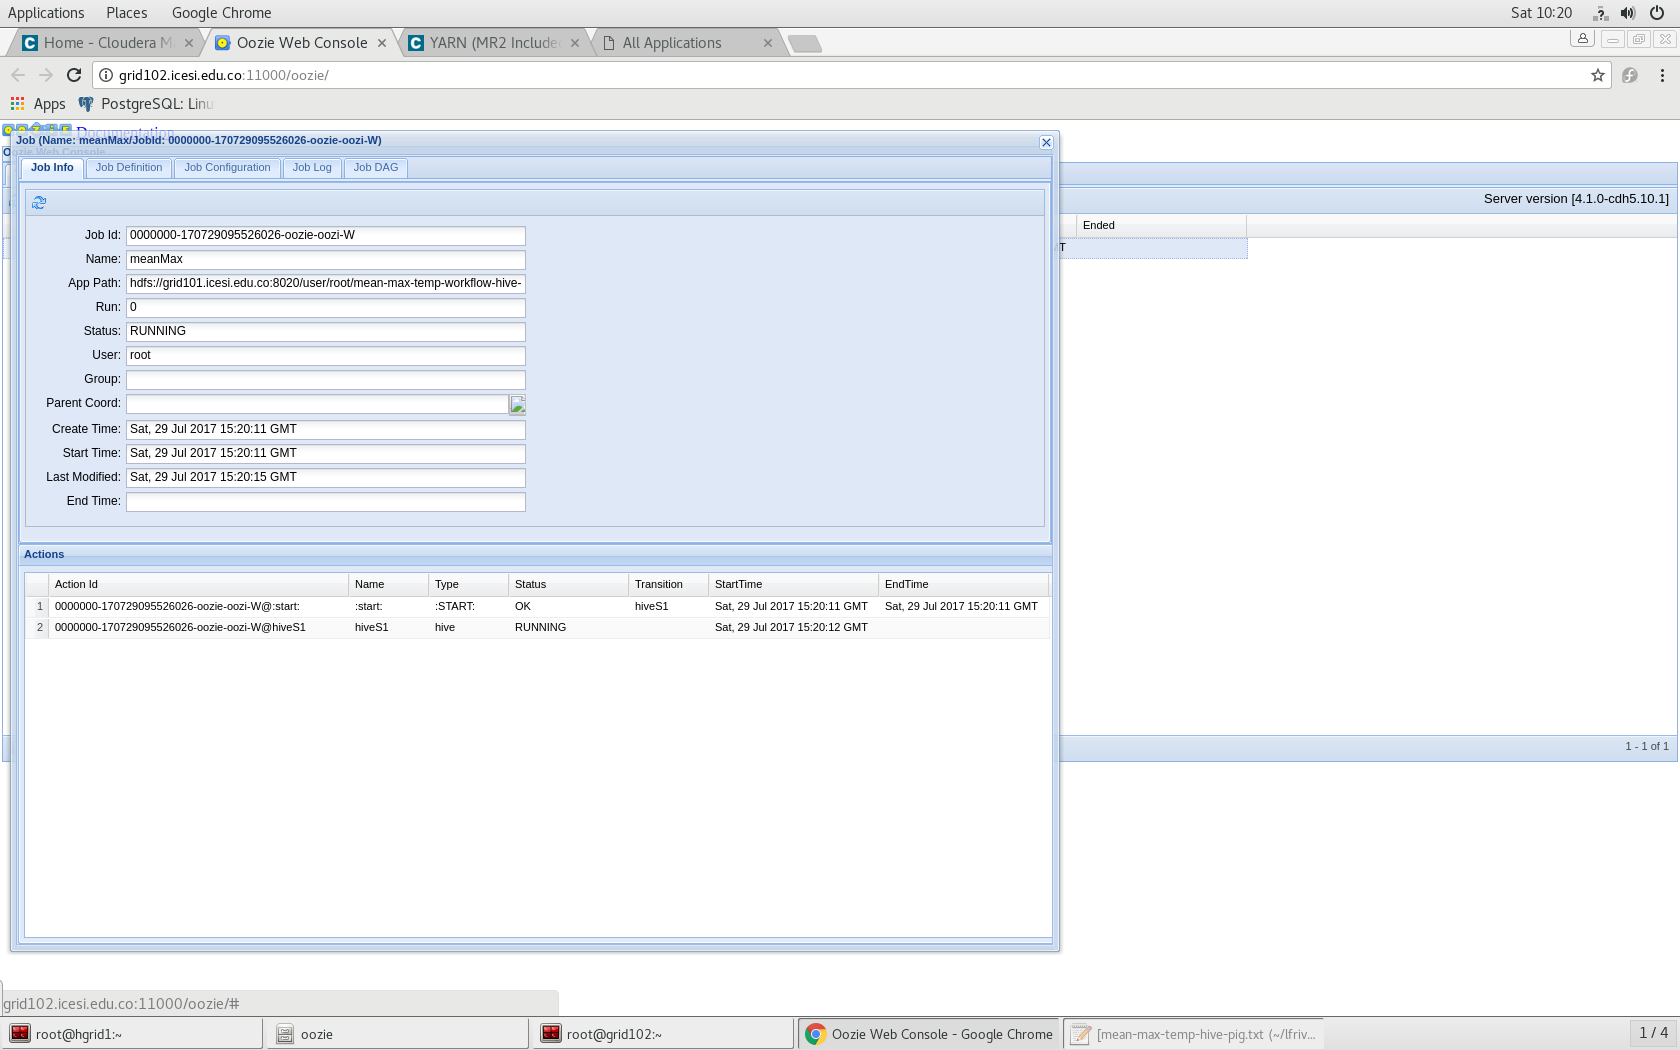 Applications Places Google Chrome Sat 10:20
Home - Cloudera M Oozie Web Console YARN (MR2 Include All Applications
grid102.icesi.edu.co:11000/oozie/
Apps PostgreSQL: Linu
Documentation
Job (Name: meanMax/JobId: 0000000-170729095526026-oozie-oozi-W)
Oozie Web Console
Job Info Job Definition Job Configuration Job Log Job DAG
Server version [4.1.0-cdh5.10.1]
Ended
Job Id: 0000000-170729095526026-oozie-oozi-W
Name: meanMax
App Path: hdfs://grid101.icesi.edu.co:8020/user/root/mean-max-temp-workflow-hive-
Run: 0
Status: RUNNING
User: root
Group:
Parent Coord:
Create Time: Sat, 29 Jul 2017 15:20:11 GMT
Start Time: Sat, 29 Jul 2017 15:20:11 GMT
Last Modified: Sat, 29 Jul 2017 15:20:15 GMT
End Time:
Actions
Action Id Name Type Status Transition StartTime EndTime
1 0000000-170729095526026-oozie-oozi-W@:start: :start: :START: OK hiveS1 Sat, 29 Jul 2017 15:20:11 GMT Sat, 29 Jul 2017 15:20:11 GMT
2 0000000-170729095526026-oozie-oozi-W@hiveS1 hiveS1 hive RUNNING Sat, 29 Jul 2017 15:20:12 GMT
1 - 1 of 1
grid102.icesi.edu.co:11000/oozie/#
root@hgrid1:~ oozie root@grid102:~ Oozie Web Console - Google Chrome [mean-max-temp-hive-pig.txt (~/lfriv... 1 / 4